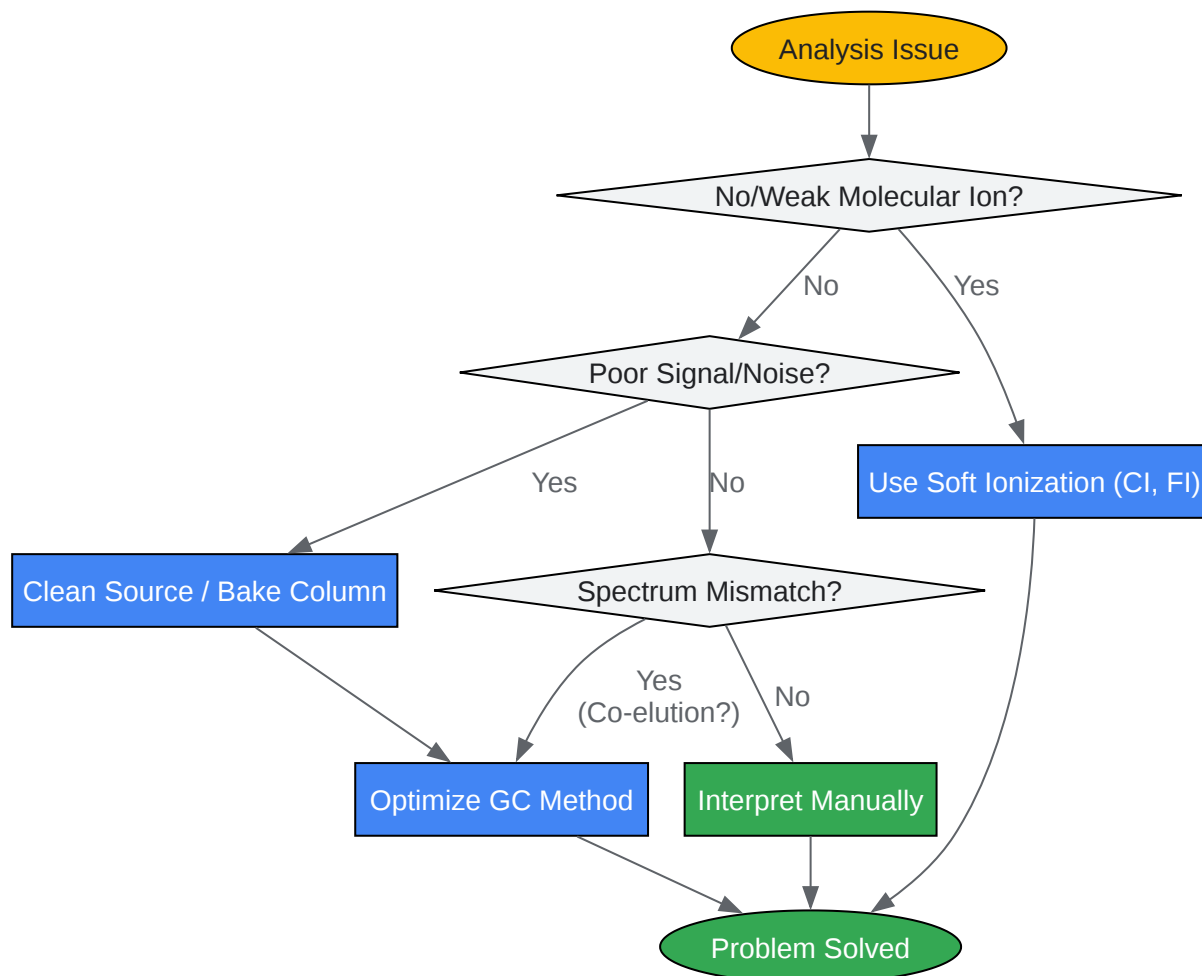 Analysis Issue
No/Weak Molecular Ion?
No
Yes
Poor Signal/Noise?
Use Soft Ionization (CI, FI)
Yes
No
Clean Source / Bake Column
Spectrum Mismatch?
Yes
(Co-elution?)
No
Optimize GC Method
Interpret Manually
Problem Solved